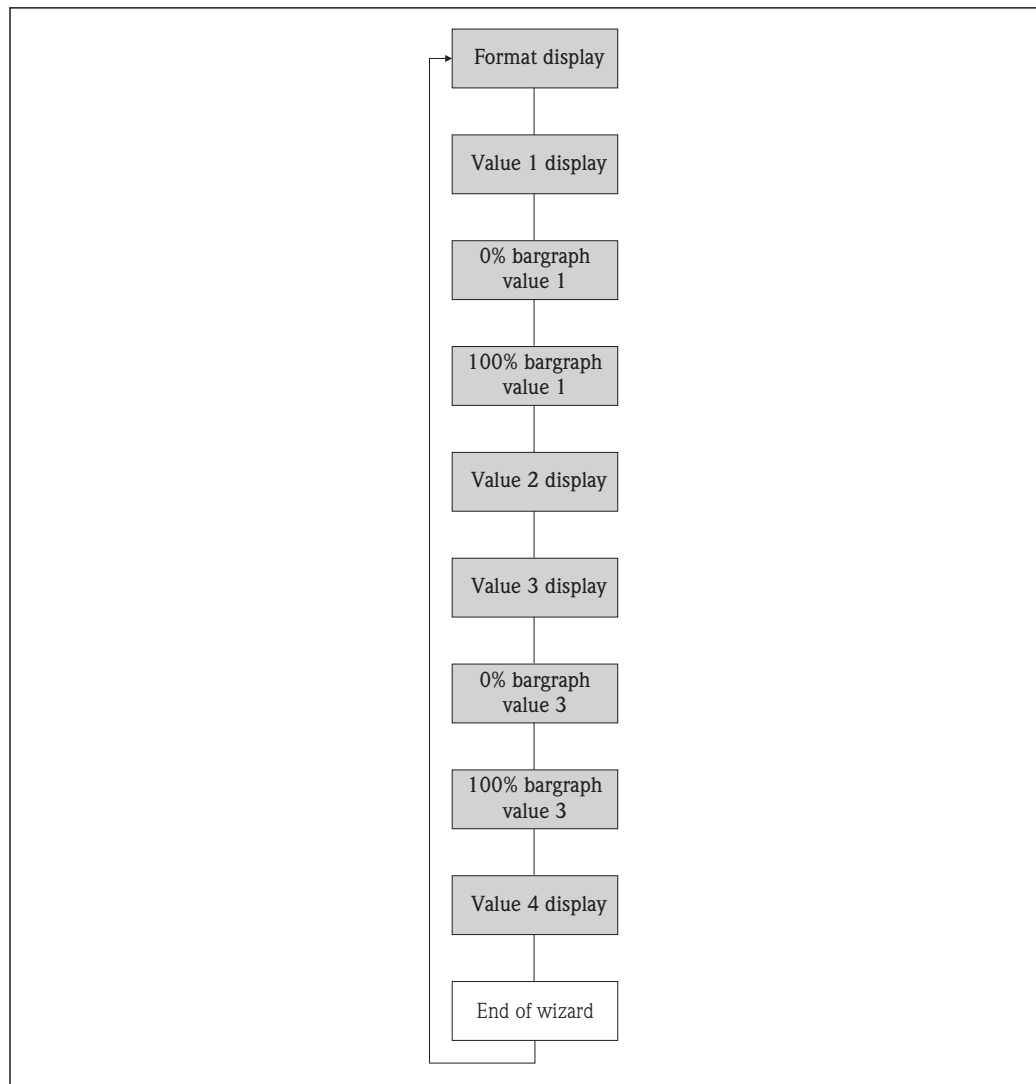 Format display
Value 1 display
0% bargraph
value 1
100% bargraph
value 1
Value 2 display
Value 3 display
0% bargraph
value 3
100% bargraph
value 3
Value 4 display
End of wizard